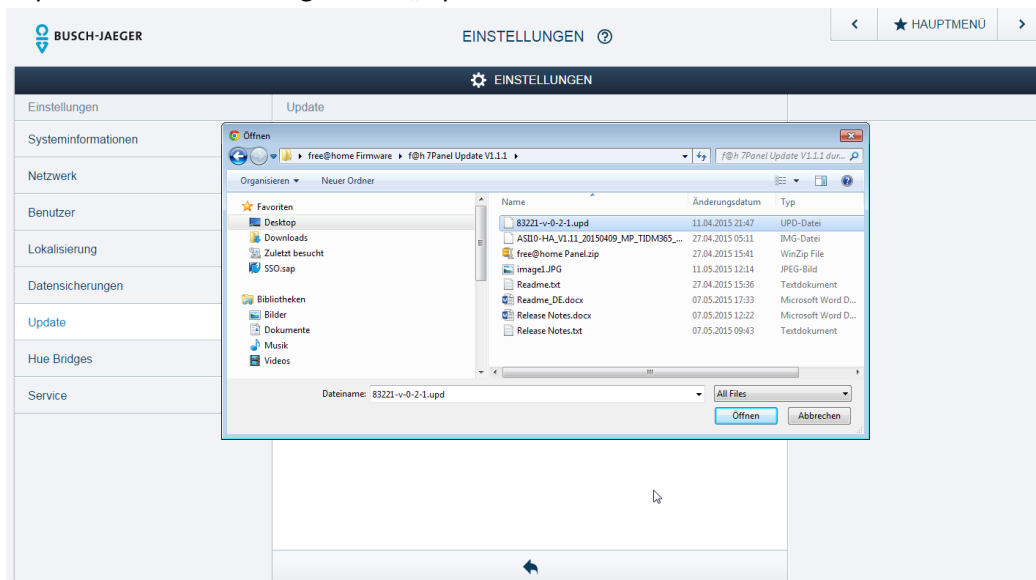 BUSCH-JAEGER
EINSTELLUNGEN
HAUPTMENÜ
EINSTELLUNGEN
Einstellungen
Update
Systeminformationen
Netzwerk
Benutzer
Lokalisierung
Datensicherungen
Update
Hue Bridges
Service
Öffnen
free@home Firmware
f@h 7Panel Update V1.1.1
f@h 7Panel Update V1.1.1 dur...
Organisieren
Neuer Ordner
Favoriten
Desktop
Downloads
Zuletzt besucht
SSO.sap
Bibliotheken
Bilder
Dokumente
Musik
Videos
Name Änderungsdatum Typ
83221-v-0-2-1.upd 11.04.2015 21:47 UPD-Datei
ASI10-HA_V1.11_20150409_MP_TIDM365_... 27.04.2015 05:11 IMG-Datei
free@home Panel.zip 27.04.2015 15:41 WinZip File
image1.JPG 11.05.2015 12:14 JPEG-Bild
Readme.txt 27.04.2015 15:36 Textdokument
Readme_DE.docx 07.05.2015 17:33 Microsoft Word D...
Release Notes.docx 07.05.2015 12:22 Microsoft Word D...
Release Notes.txt 07.05.2015 09:43 Textdokument
Dateiname: 83221-v-0-2-1.upd
All Files
Öffnen
Abbrechen